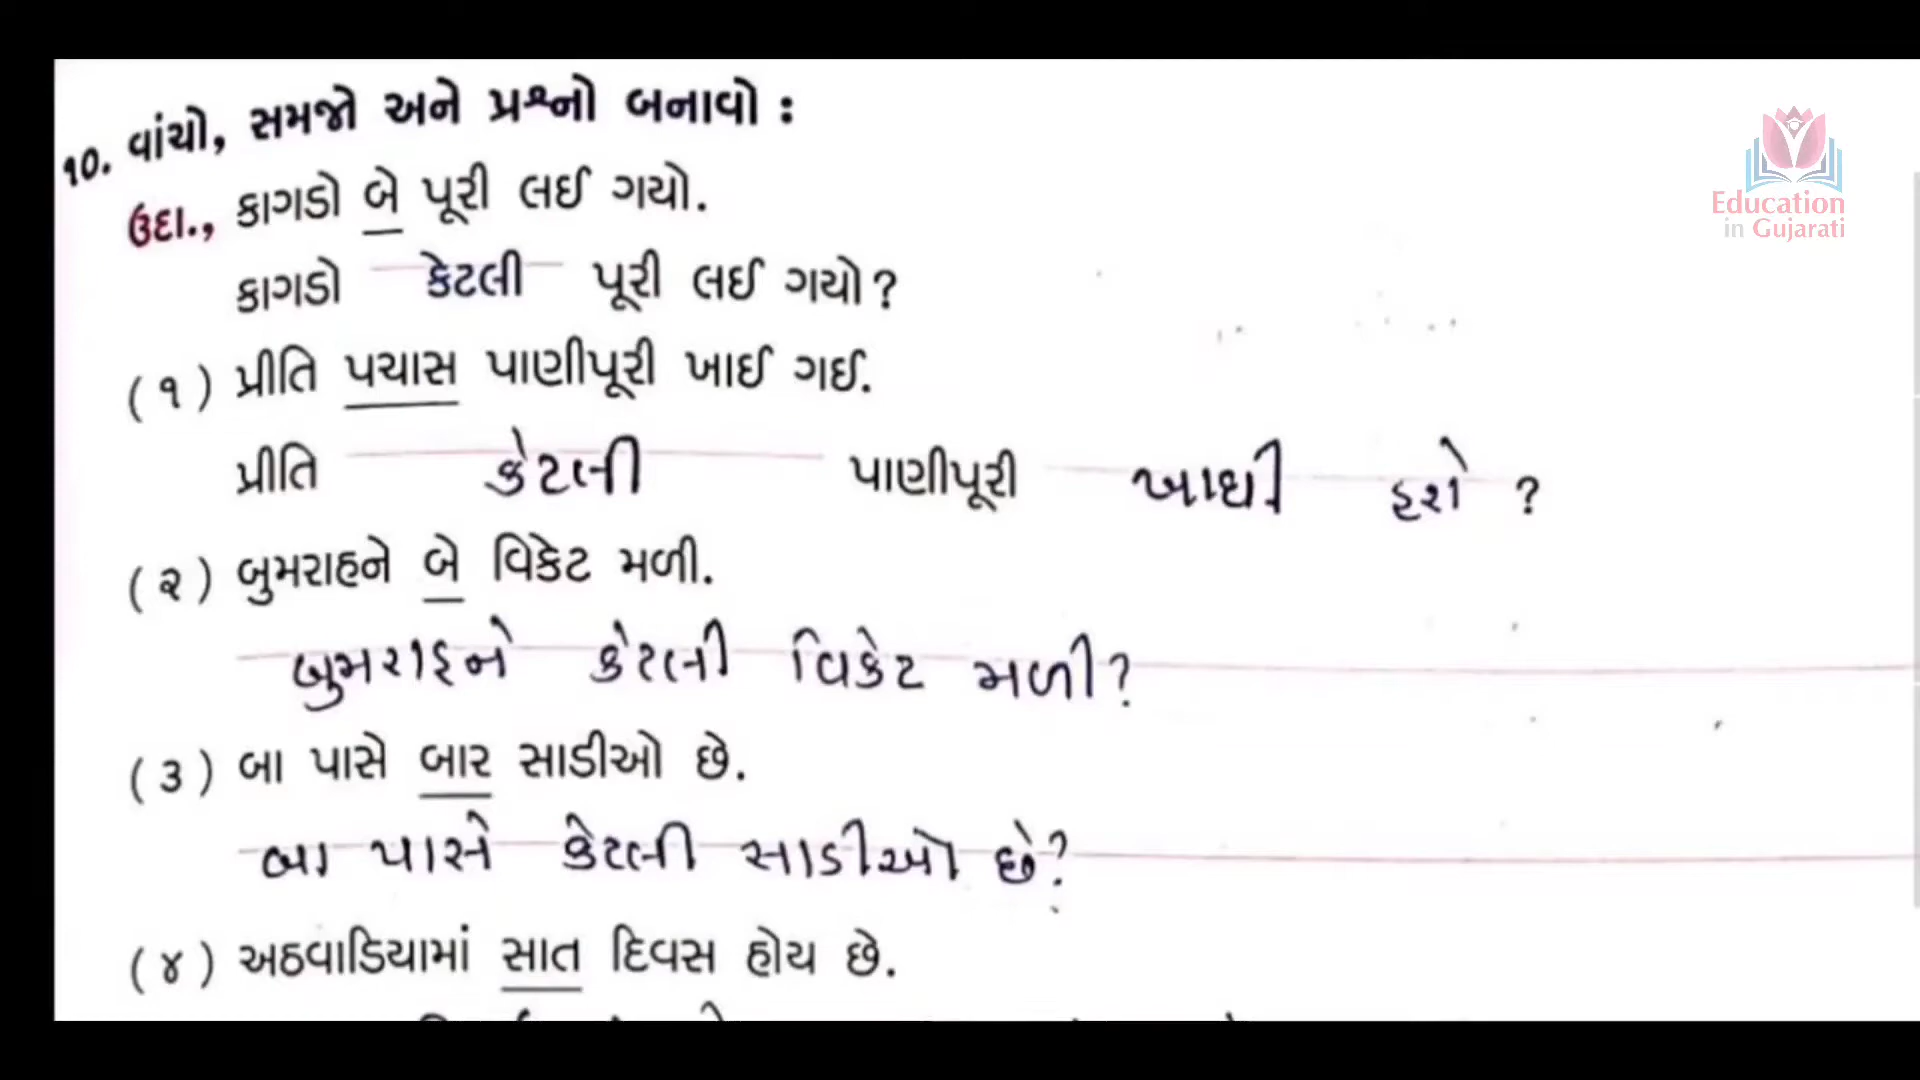 ૧૦. વાંચો, સમજો અને પ્રશ્નો બનાવો :
ઉદા., કાગડો બે પૂરી લઈ ગયો.
કાગડો કેટલી પૂરી લઈ ગયો?
(૧) પ્રીતિ પચાસ પાણીપૂરી ખાઈ ગઈ.
પ્રીતિ કેટલી પાણીપૂરી ખાધી હશે ?
(૨) બુમરાહને બે વિકેટ મળી.
બુમરાહને કેટલી વિકેટ મળી?
(૩) બા પાસે બાર સાડીઓ છે.
બા પાસે કેટલી સાડીઓ છે?
(૪) અઠવાડિયામાં સાત દિવસ હોય છે.
Education
in Gujarati